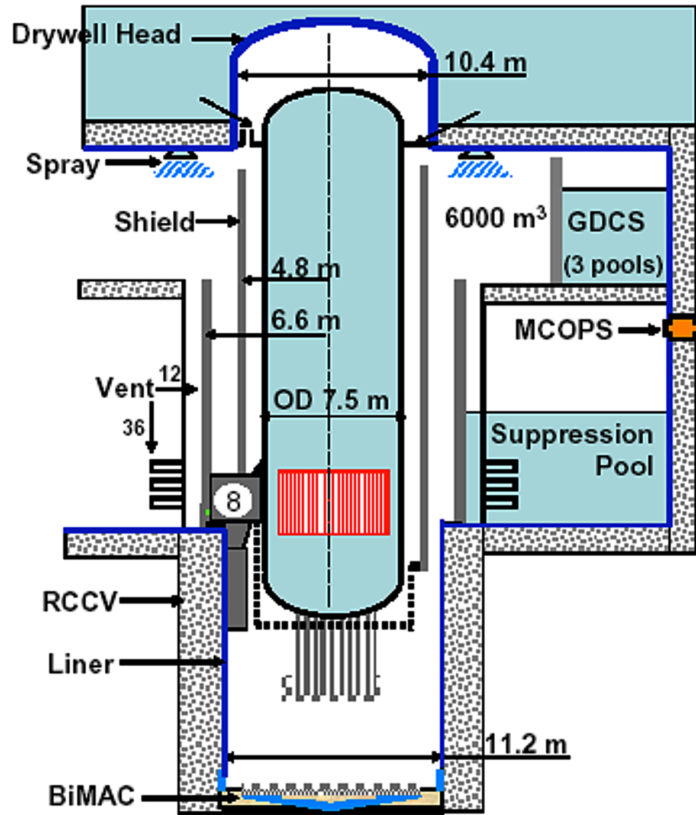 Drywell Head
10.4 m
Spray
Shield
6000 m³
GDCS
(3 pools)
4.8 m
6.6 m
MCOPS
Vent 12
OD 7.5 m
36
Suppression
Pool
8
RCCV
Liner
11.2 m
BiMAC